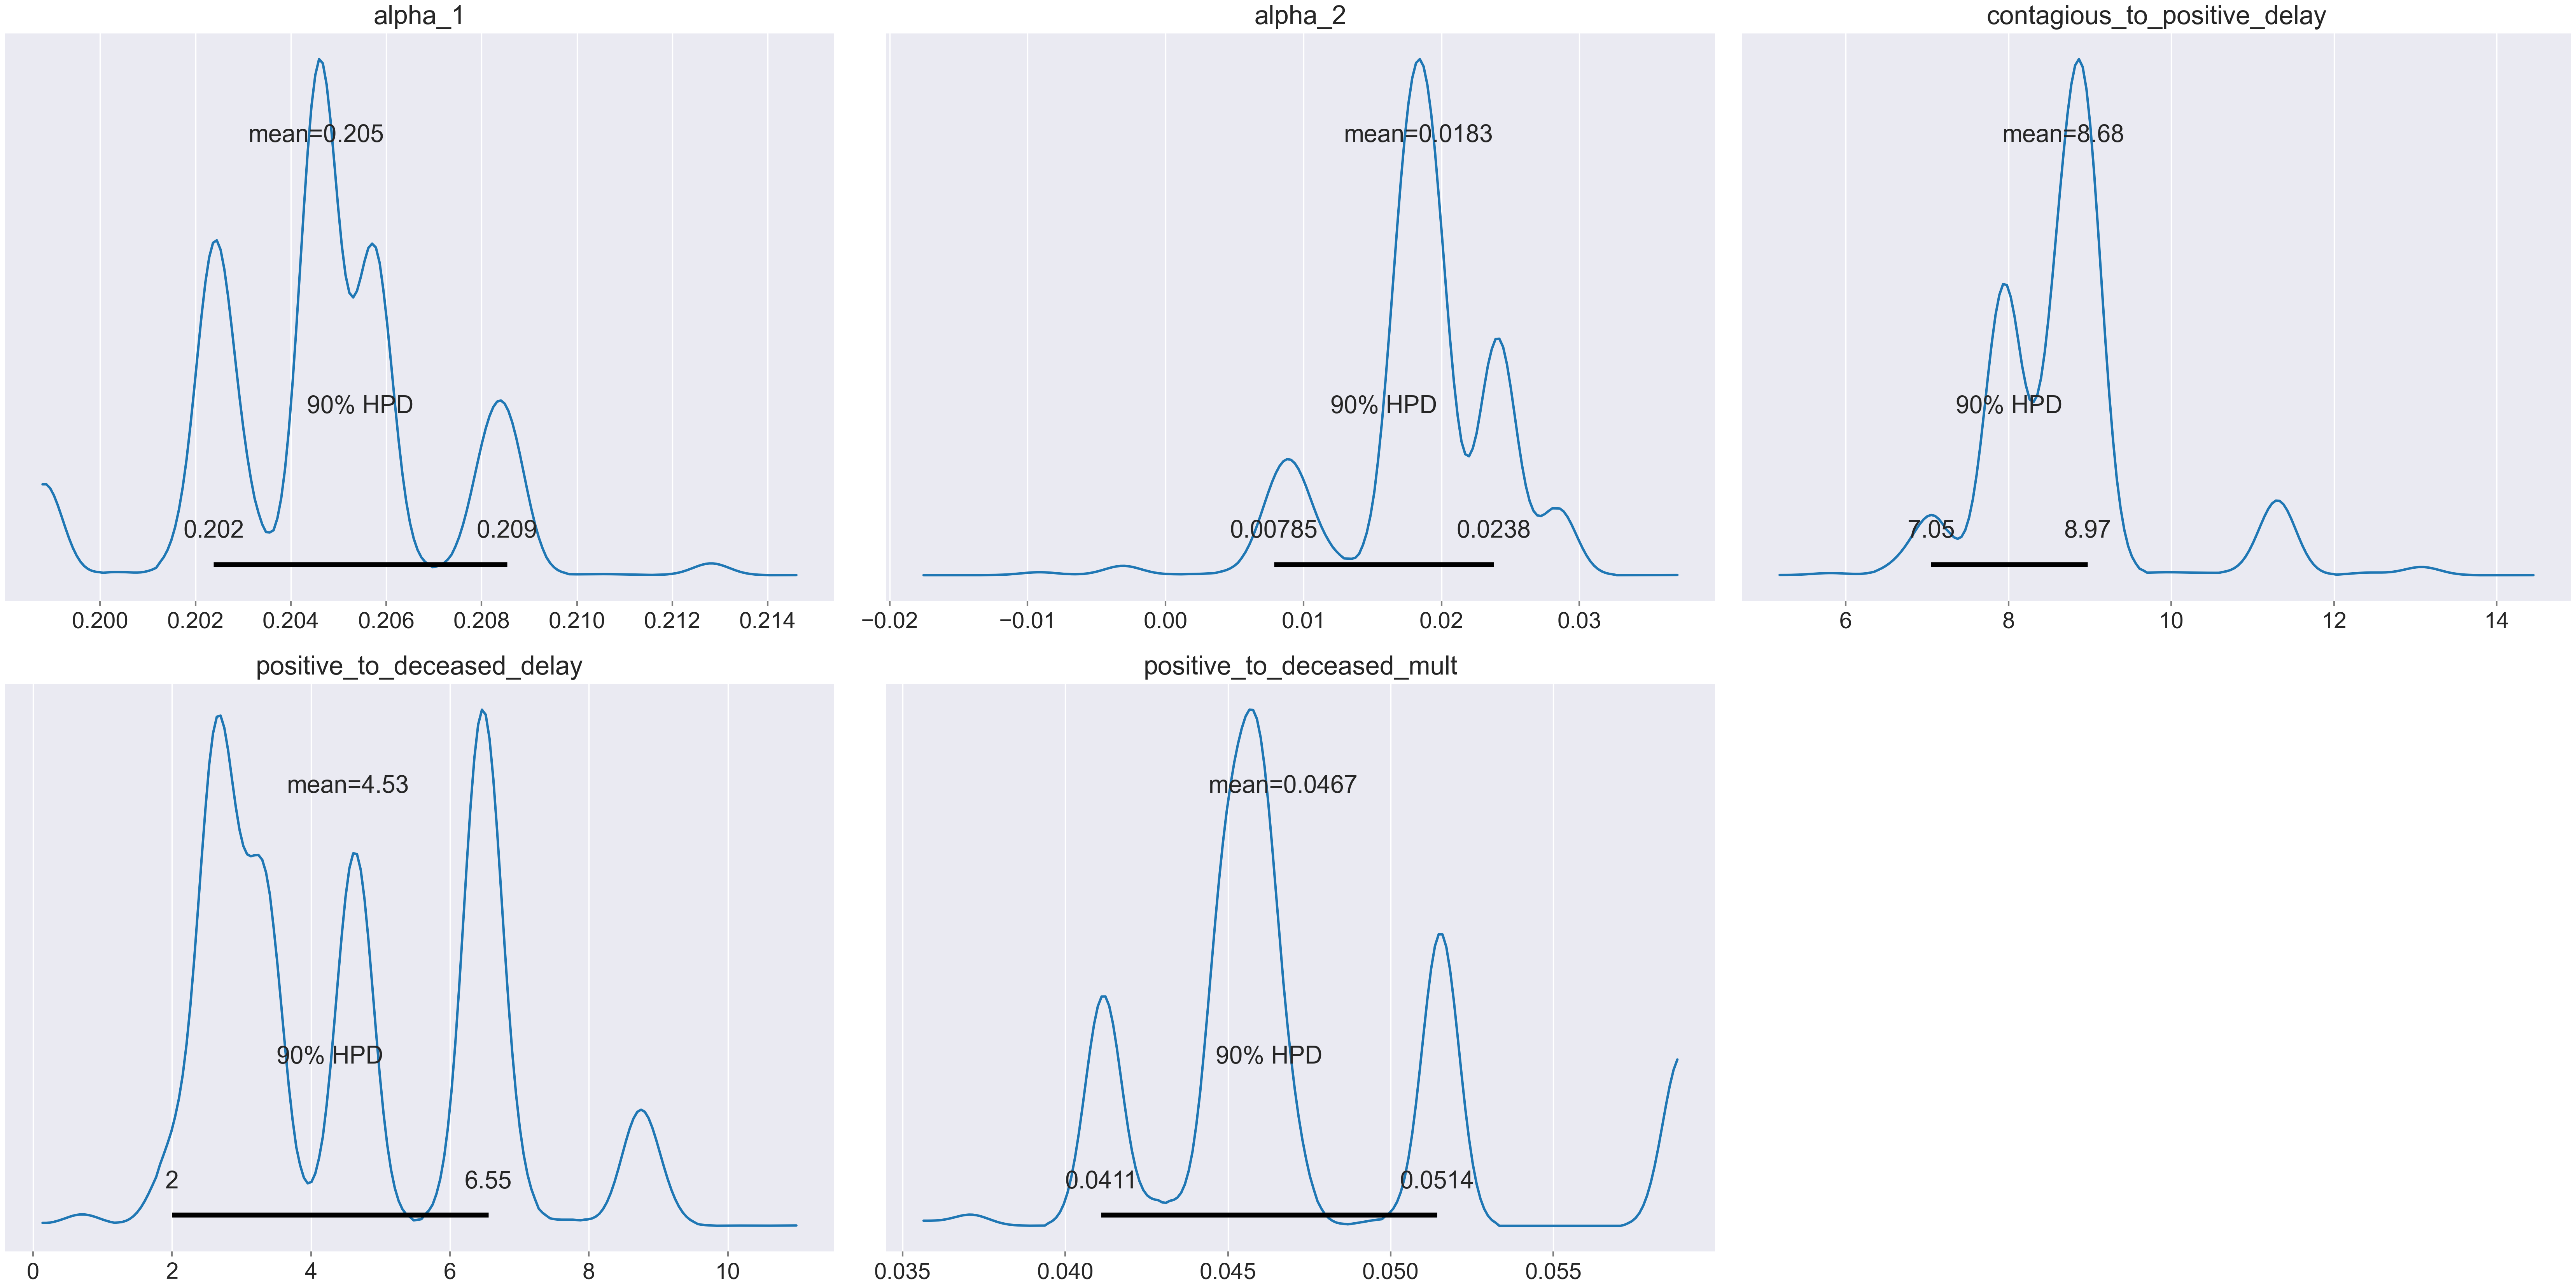 alpha_1
mean=0.205
90% HPD
0.202 0.209
0.200 0.202 0.204 0.206 0.208 0.210 0.212 0.214
alpha_2
mean=0.0183
90% HPD
0.00785 0.0238
−0.02 −0.01 0.00 0.01 0.02 0.03
contagious_to_positive_delay
mean=8.68
90% HPD
7.05 8.97
6 8 10 12 14
positive_to_deceased_delay
mean=4.53
90% HPD
2 6.55
0 2 4 6 8 10
positive_to_deceased_mult
mean=0.0467
90% HPD
0.0411 0.0514
0.035 0.040 0.045 0.050 0.055